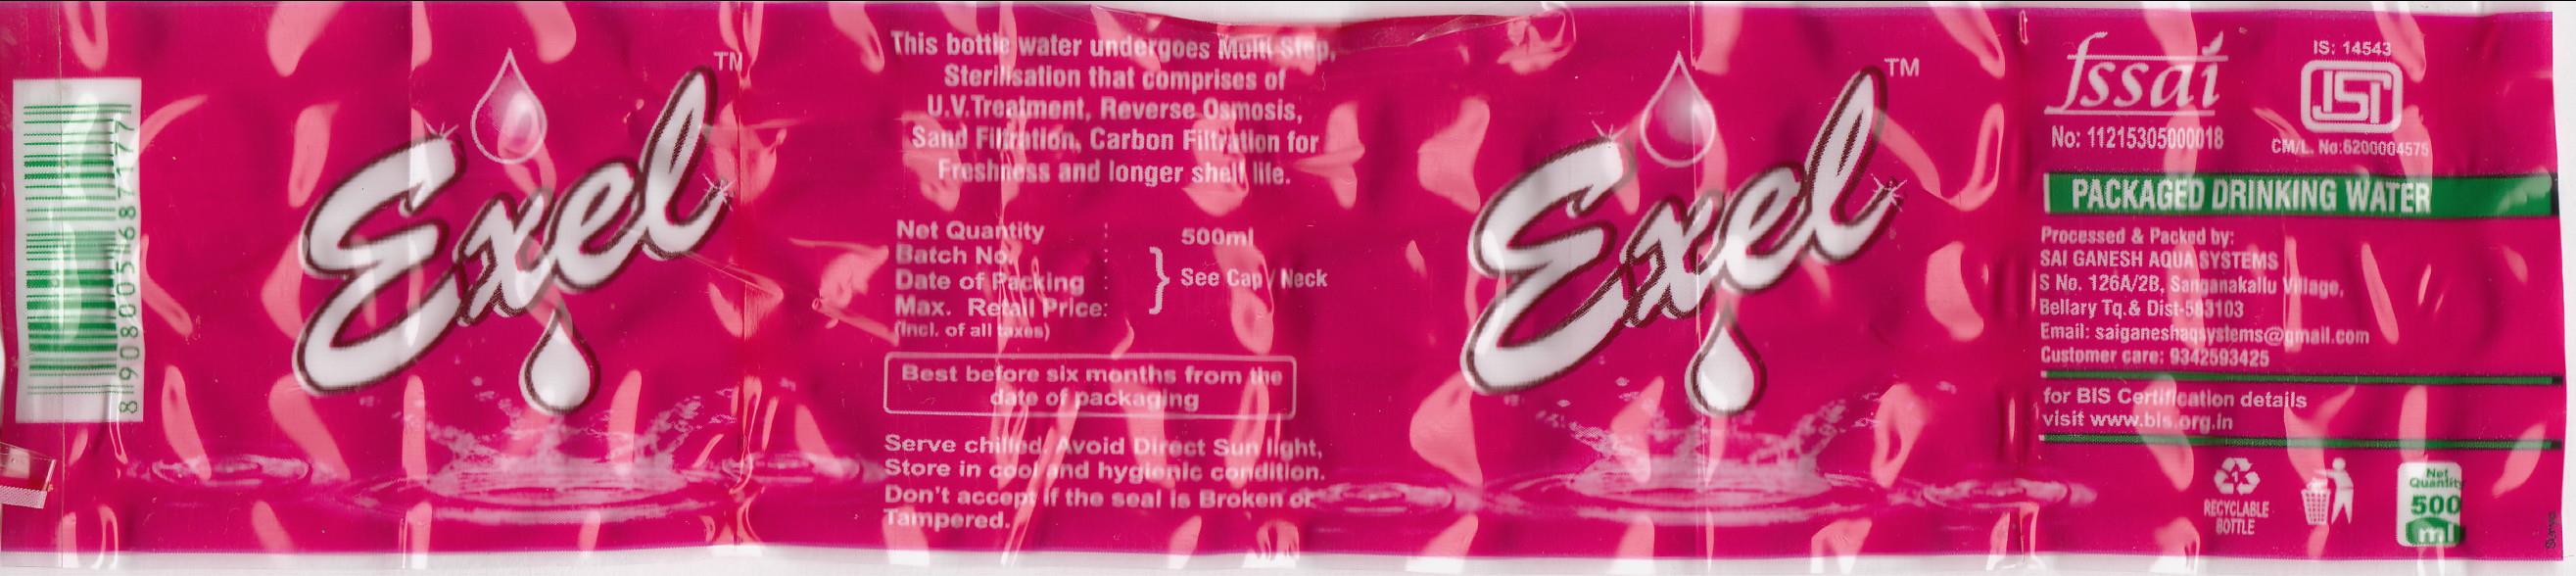 8908005687177
Exel TM
This bottle water undergoes Multi Step,
Sterilisation that comprises of
U.V.Treatment, Reverse Osmosis,
Sand Filtration, Carbon Filtration for
Freshness and longer shelf life.
Net Quantity : 500ml
Batch No. :
Date of Packing : } See Cap / Neck
Max. Retail Price:
(Incl. of all taxes)
Best before six months from the
date of packaging
Serve chilled, Avoid Direct Sun light,
Store in cool and hygienic condition.
Don't accept if the seal is Broken or
Tampered.
Exel TM
fssai
No: 11215305000018
IS: 14543
ISI
CM/L. No:6200004575
PACKAGED DRINKING WATER
Processed & Packed by:
SAI GANESH AQUA SYSTEMS
S No. 126A/2B, Sanganakallu Village,
Bellary Tq.& Dist-583103
Email: saiganeshaqsystems@gmail.com
Customer care: 9342593425
for BIS Certification details
visit www.bis.org.in
1
RECYCLABLE
BOTTLE
Net
Quantity
500
ml